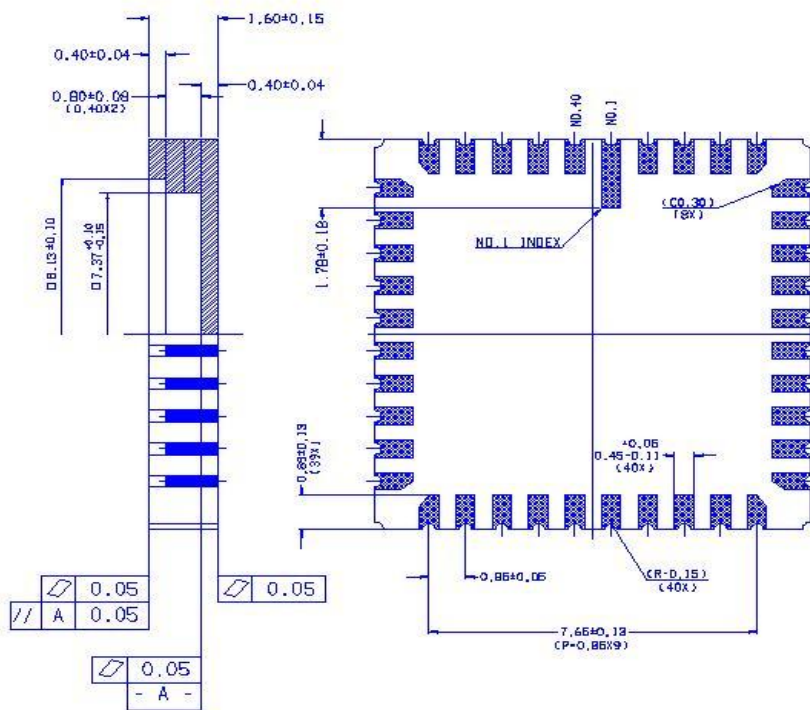 1.60±0.15
0.40±0.04
0.40±0.04
0.80±0.08
(0.40X2)
NO.40
NO.1
(C0.30)
(8X)
1.78±0.18
NO.1 INDEX
□8.13±0.10
□7.37 +0.10 -0.15
0.89±0.13
(39X)
+0.06
0.45-0.11
(40X)
0.05
// A 0.05
0.05
0.86±0.06
(R-0.15)
(40X)
7.66±0.13
(P=0.86X9)
0.05
- A -